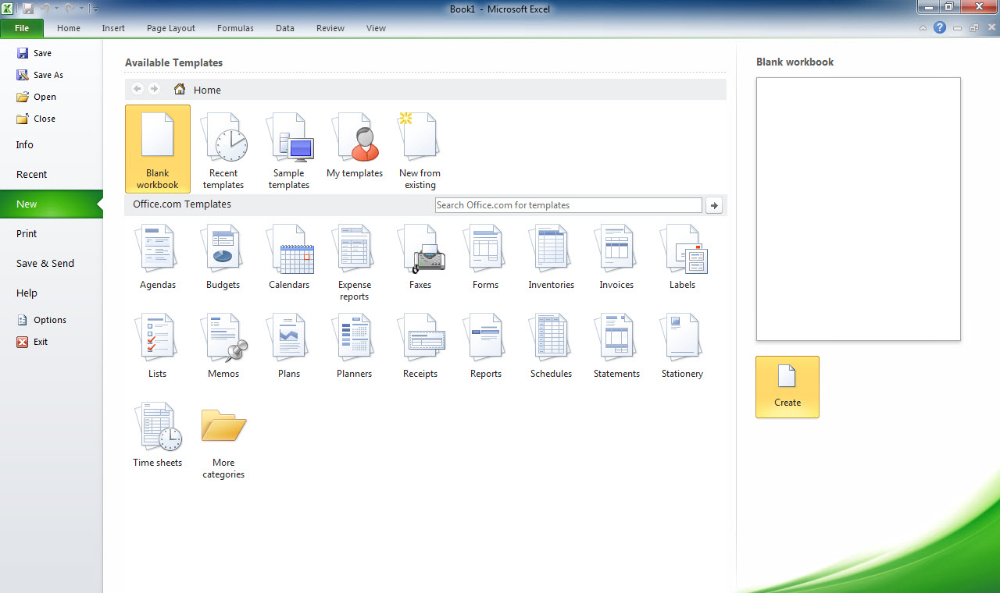 Book1 - Microsoft Excel
File Home Insert Page Layout Formulas Data Review View
Save
Save As
Open
Close
Info
Recent
New
Print
Save & Send
Help
Options
Exit
Available Templates
Home
Blank workbook
Recent templates
Sample templates
My templates
New from existing
Office.com Templates
Search Office.com for templates
Agendas
Budgets
Calendars
Expense reports
Faxes
Forms
Inventories
Invoices
Labels
Lists
Memos
Plans
Planners
Receipts
Reports
Schedules
Statements
Stationery
Time sheets
More categories
Blank workbook
Create